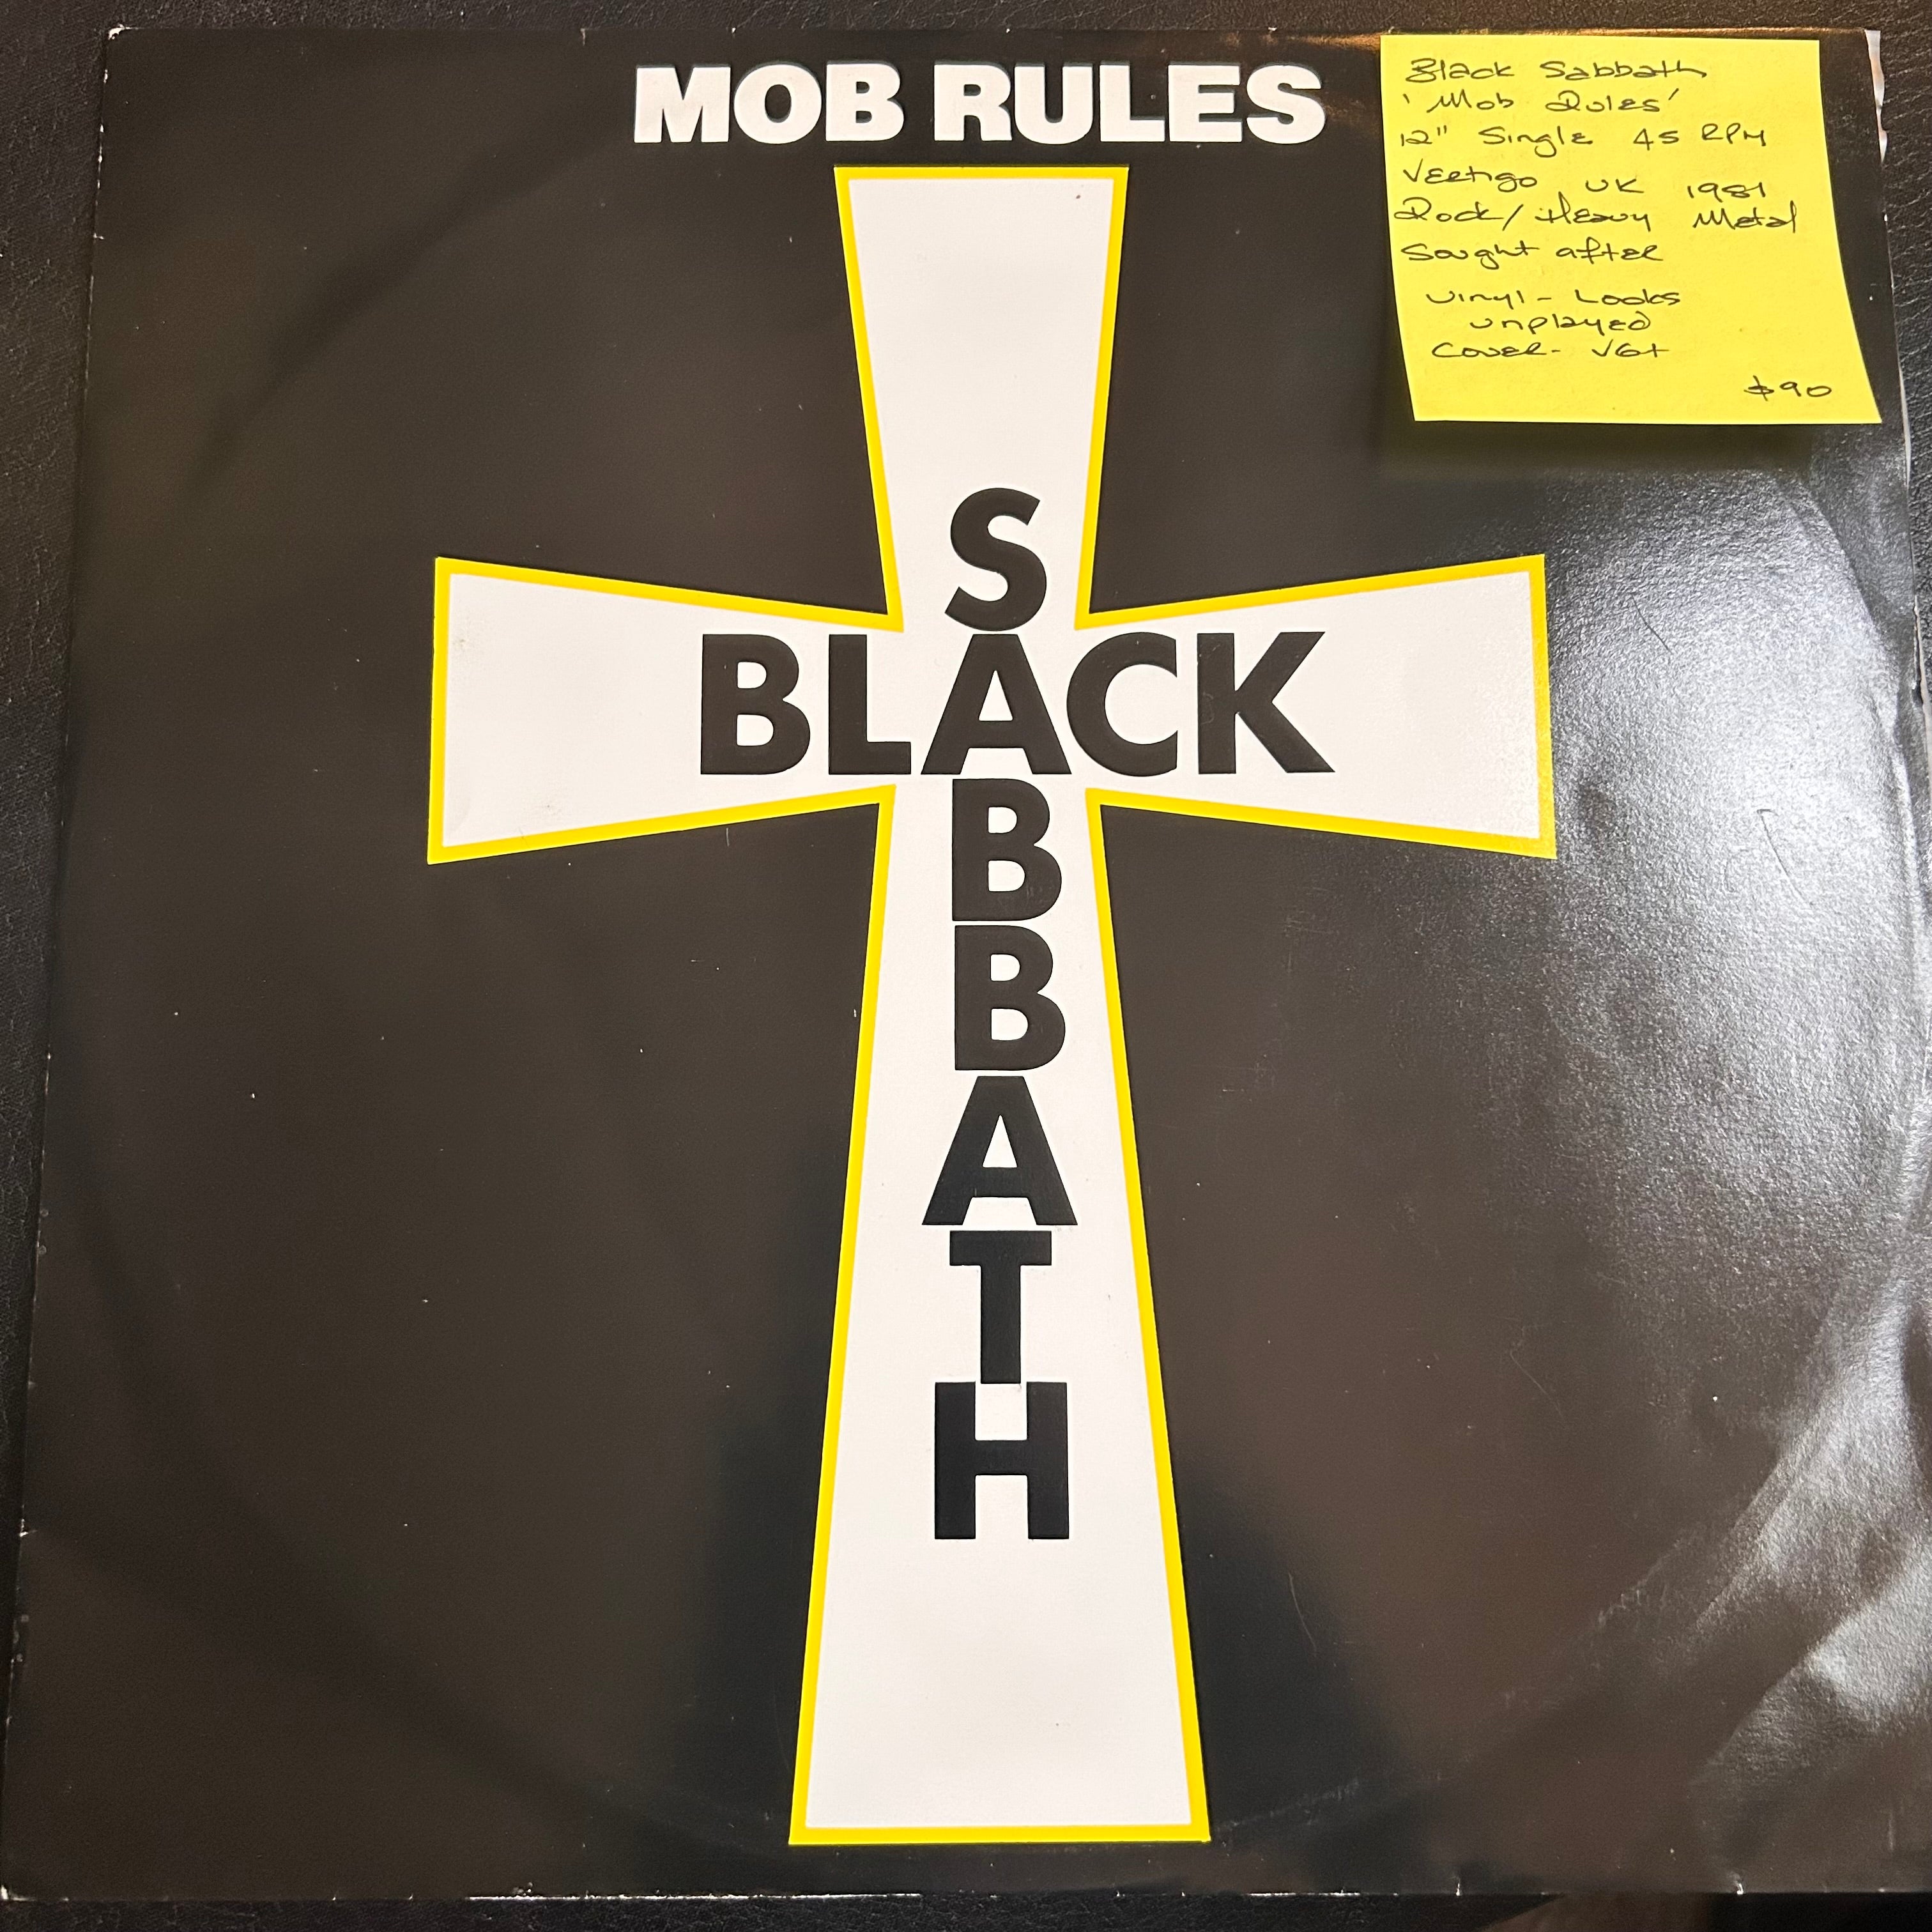 MOB RULES
Black Sabbath
'Mob Rules'
12" Single 45 RPM
Vertigo UK 1981
Rock/Heavy Metal
Sought after
Vinyl - Looks
unplayed
Cover - VG+
$90
BLACK
SABBATH